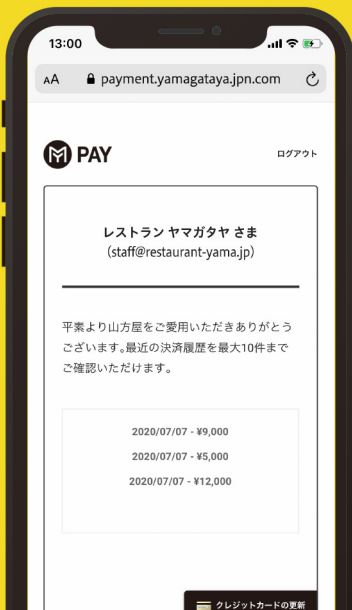 13:00
AA payment.yamagataya.jpn.com
PAY
ログアウト
レストラン ヤマガタヤ さま
(staff@restaurant-yama.jp)
平素より山方屋をご愛用いただきありがとう
ございます。最近の決済履歴を最大10件まで
ご確認いただけます。
2020/07/07 - ¥9,000
2020/07/07 - ¥5,000
2020/07/07 - ¥12,000
クレジットカードの更新